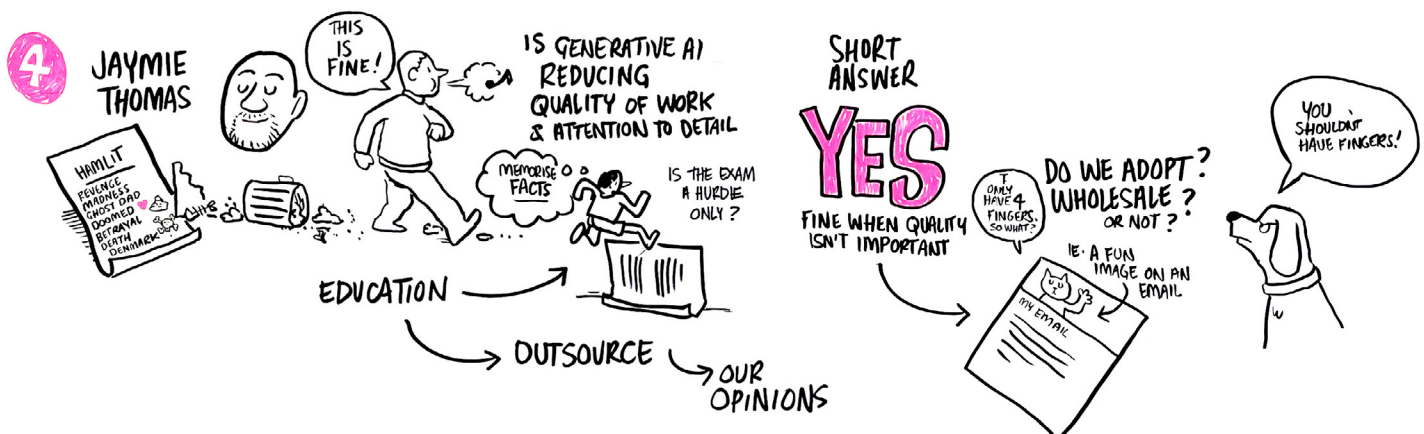 4
JAYMIE
THOMAS
HAMLIT
REVENGE
MADNESS
GHOST DAD
DOOMED
BETRAYAL
DEATH
DENMARK
THIS
IS
FINE!
IS GENERATIVE AI
REDUCING
QUALITY OF WORK
& ATTENTION TO DETAIL
MEMORISE
FACTS
IS THE EXAM
A HURDLE
ONLY?
EDUCATION
OUTSOURCE
OUR
OPINIONS
SHORT
ANSWER
YES
FINE WHEN QUALITY
ISN'T IMPORTANT
I
ONLY
HAVE 4
FINGERS.
SO WHAT?
DO WE ADOPT?
WHOLESALE?
OR NOT?
IE. A FUN
IMAGE ON AN
EMAIL
MY EMAIL
YOU
SHOULDN'T
HAVE FINGERS!